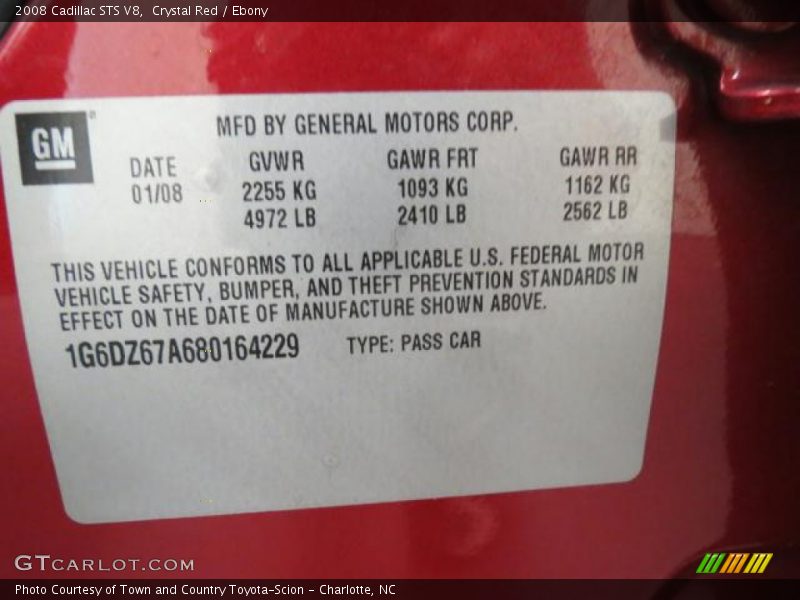 2008 Cadillac STS V8,  Crystal Red / Ebony
GM
MFD BY GENERAL MOTORS CORP.
DATE GVWR GAWR FRT GAWR RR
01/08 2255 KG 1093 KG 1162 KG
4972 LB 2410 LB 2562 LB
THIS VEHICLE CONFORMS TO ALL APPLICABLE U.S. FEDERAL MOTOR
VEHICLE SAFETY, BUMPER, AND THEFT PREVENTION STANDARDS IN
EFFECT ON THE DATE OF MANUFACTURE SHOWN ABOVE.
1G6DZ67A680164229 TYPE: PASS CAR
GTCARLOT.COM
Photo Courtesy of Town and Country Toyota-Scion - Charlotte, NC